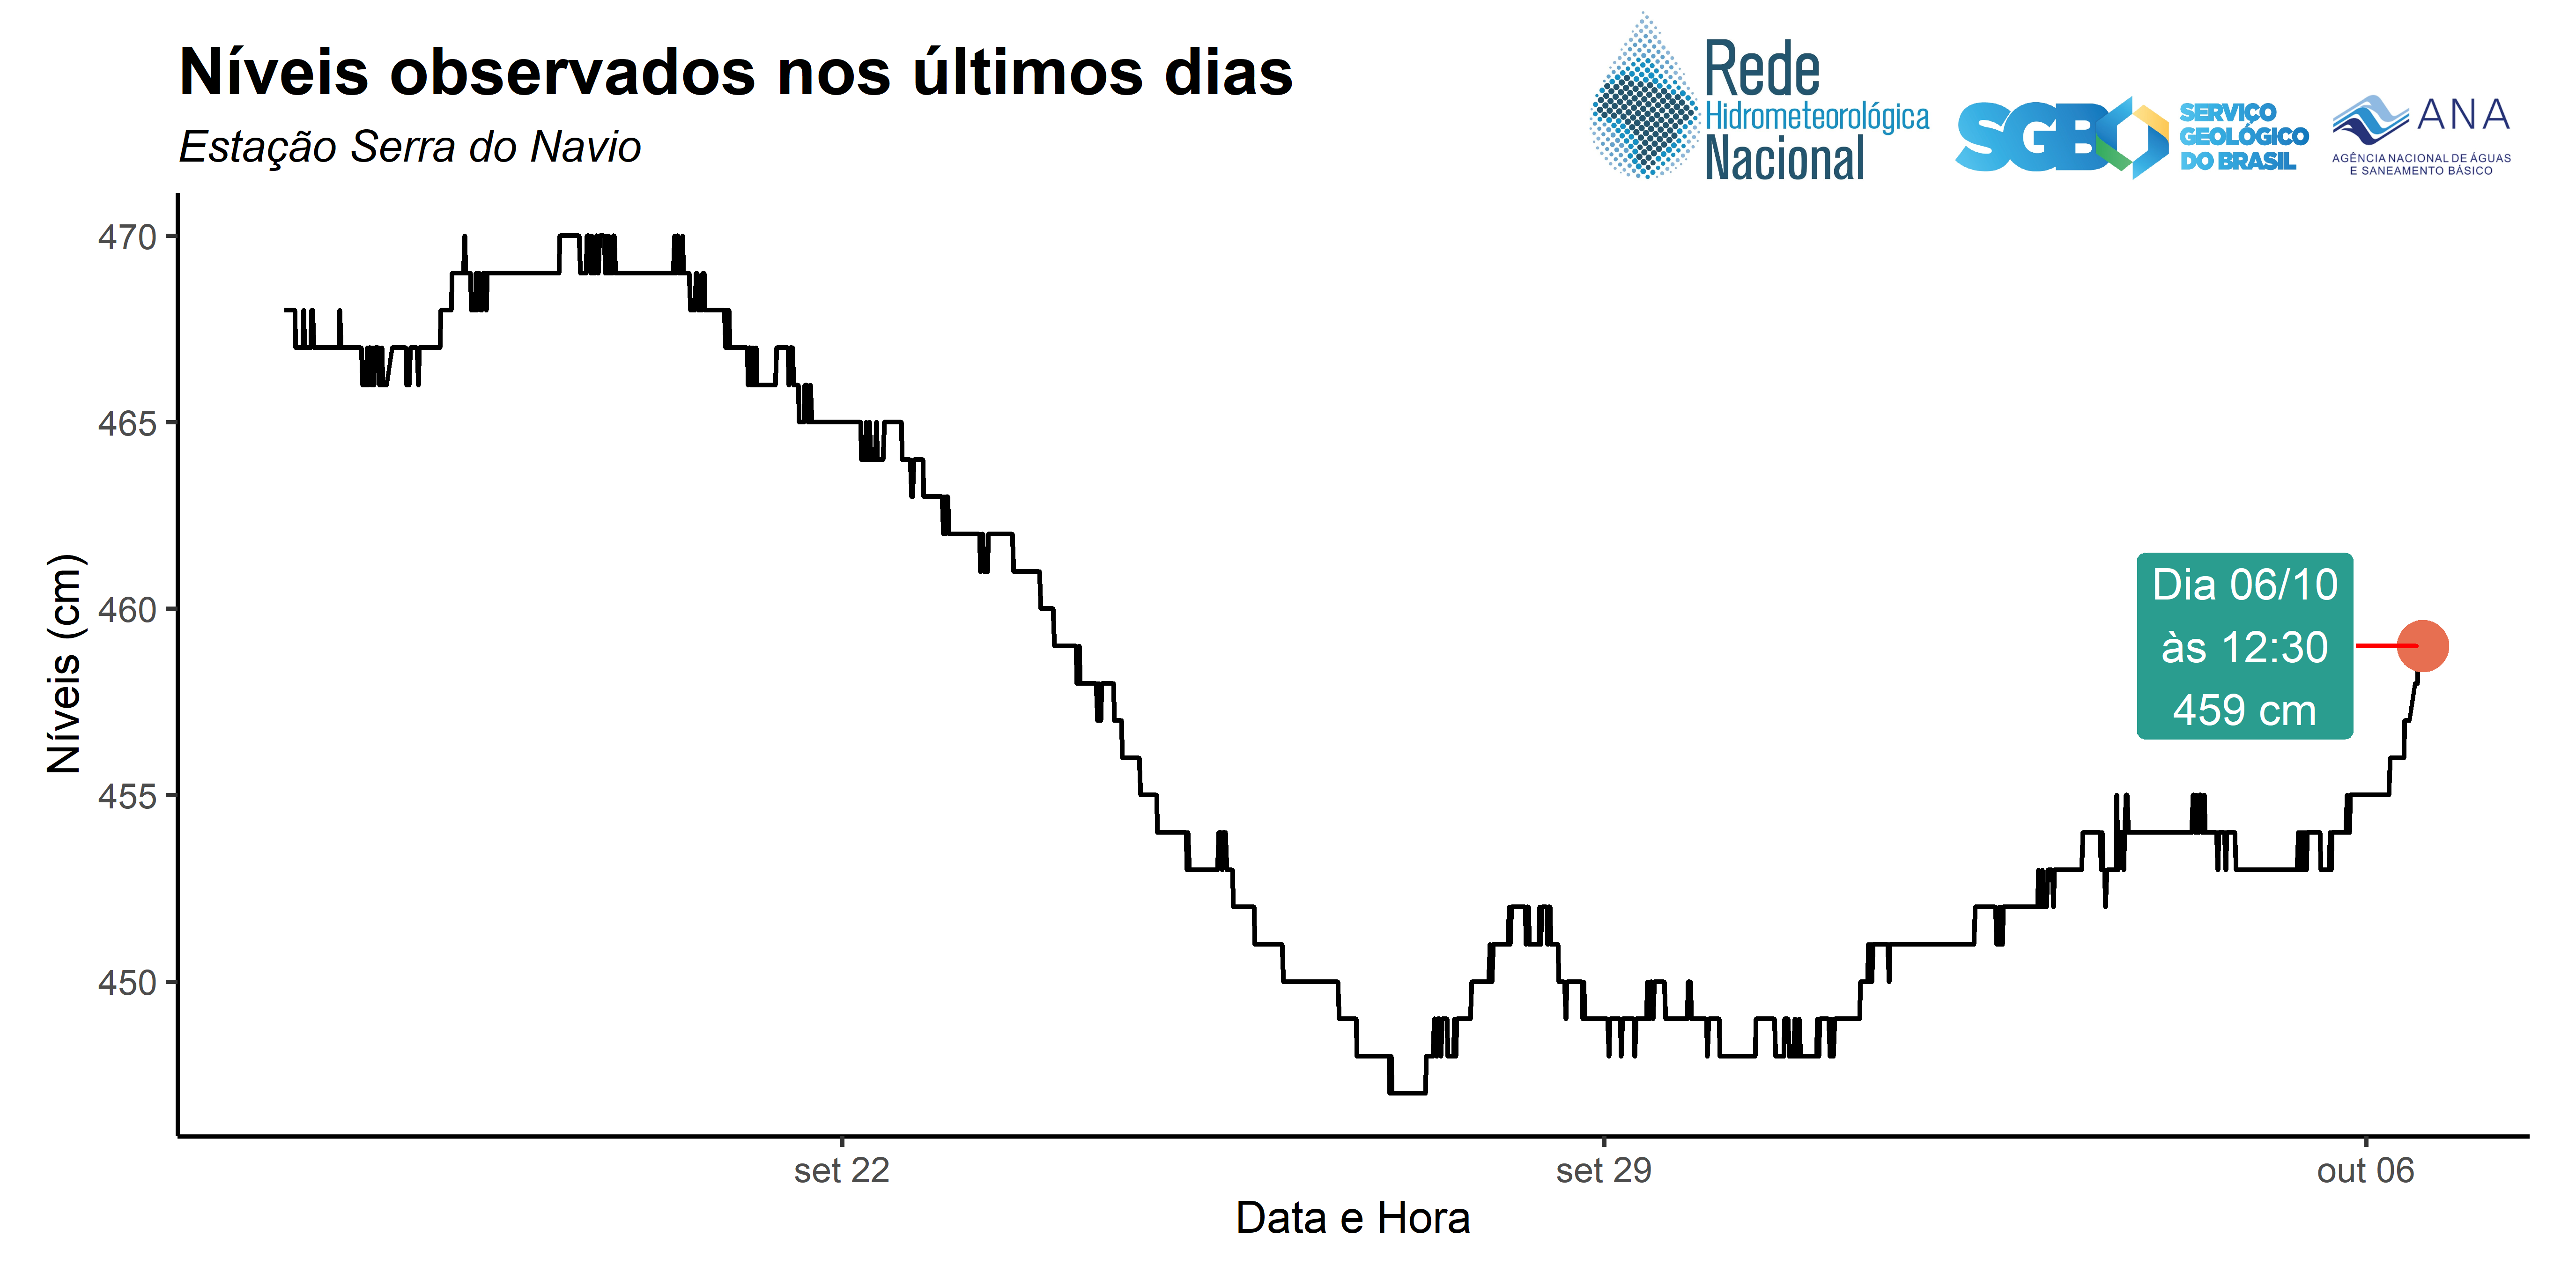 Níveis observados nos últimos dias
Estação Serra do Navio
Rede
Hidrometeorológica
Nacional
SGB
SERVIÇO
GEOLÓGICO
DO BRASIL
ANA
AGÊNCIA NACIONAL DE ÁGUAS
E SANEAMENTO BÁSICO
Níveis (cm)
470
465
460
455
450
Dia 06/10
às 12:30
459 cm
set 22
set 29
out 06
Data e Hora